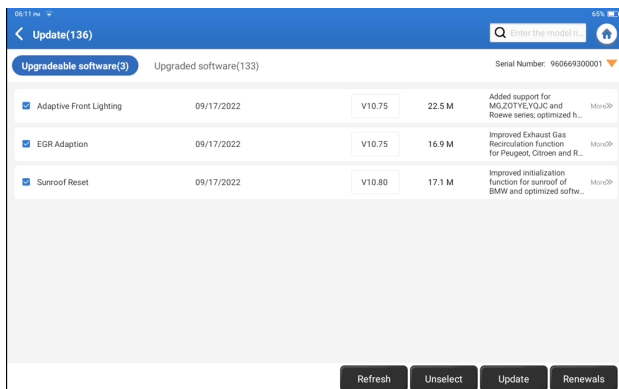 06:11 PM 65%
Update(136) Enter the model n...
Upgradeable software(3) Upgraded software(133) Serial Number: 960669300001
Adaptive Front Lighting 09/17/2022 V10.75 22.5 M Added support for
MG,ZOTYE,YQJC and
Roewe series; optimized h... More>>
EGR Adaption 09/17/2022 V10.75 16.9 M Improved Exhaust Gas
Recirculation function
for Peugeot, Citroen and R... More>>
Sunroof Reset 09/17/2022 V10.80 17.1 M Improved initialization
function for sunroof of
BMW and optimized softw... More>>
Refresh Unselect Update Renewals